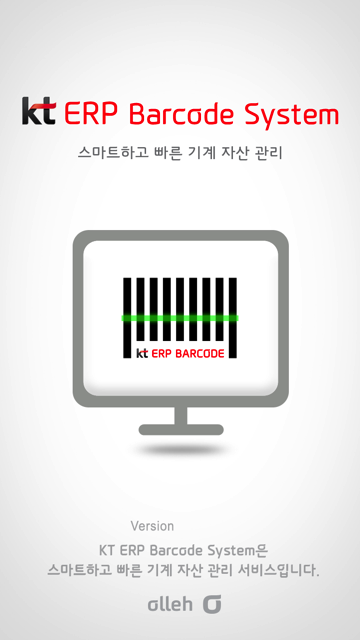 kt ERP Barcode System
스마트하고 빠른 기계 자산 관리
kt ERP BARCODE
Version
KT ERP Barcode System은
스마트하고 빠른 기계 자산 관리 서비스입니다.
olleh